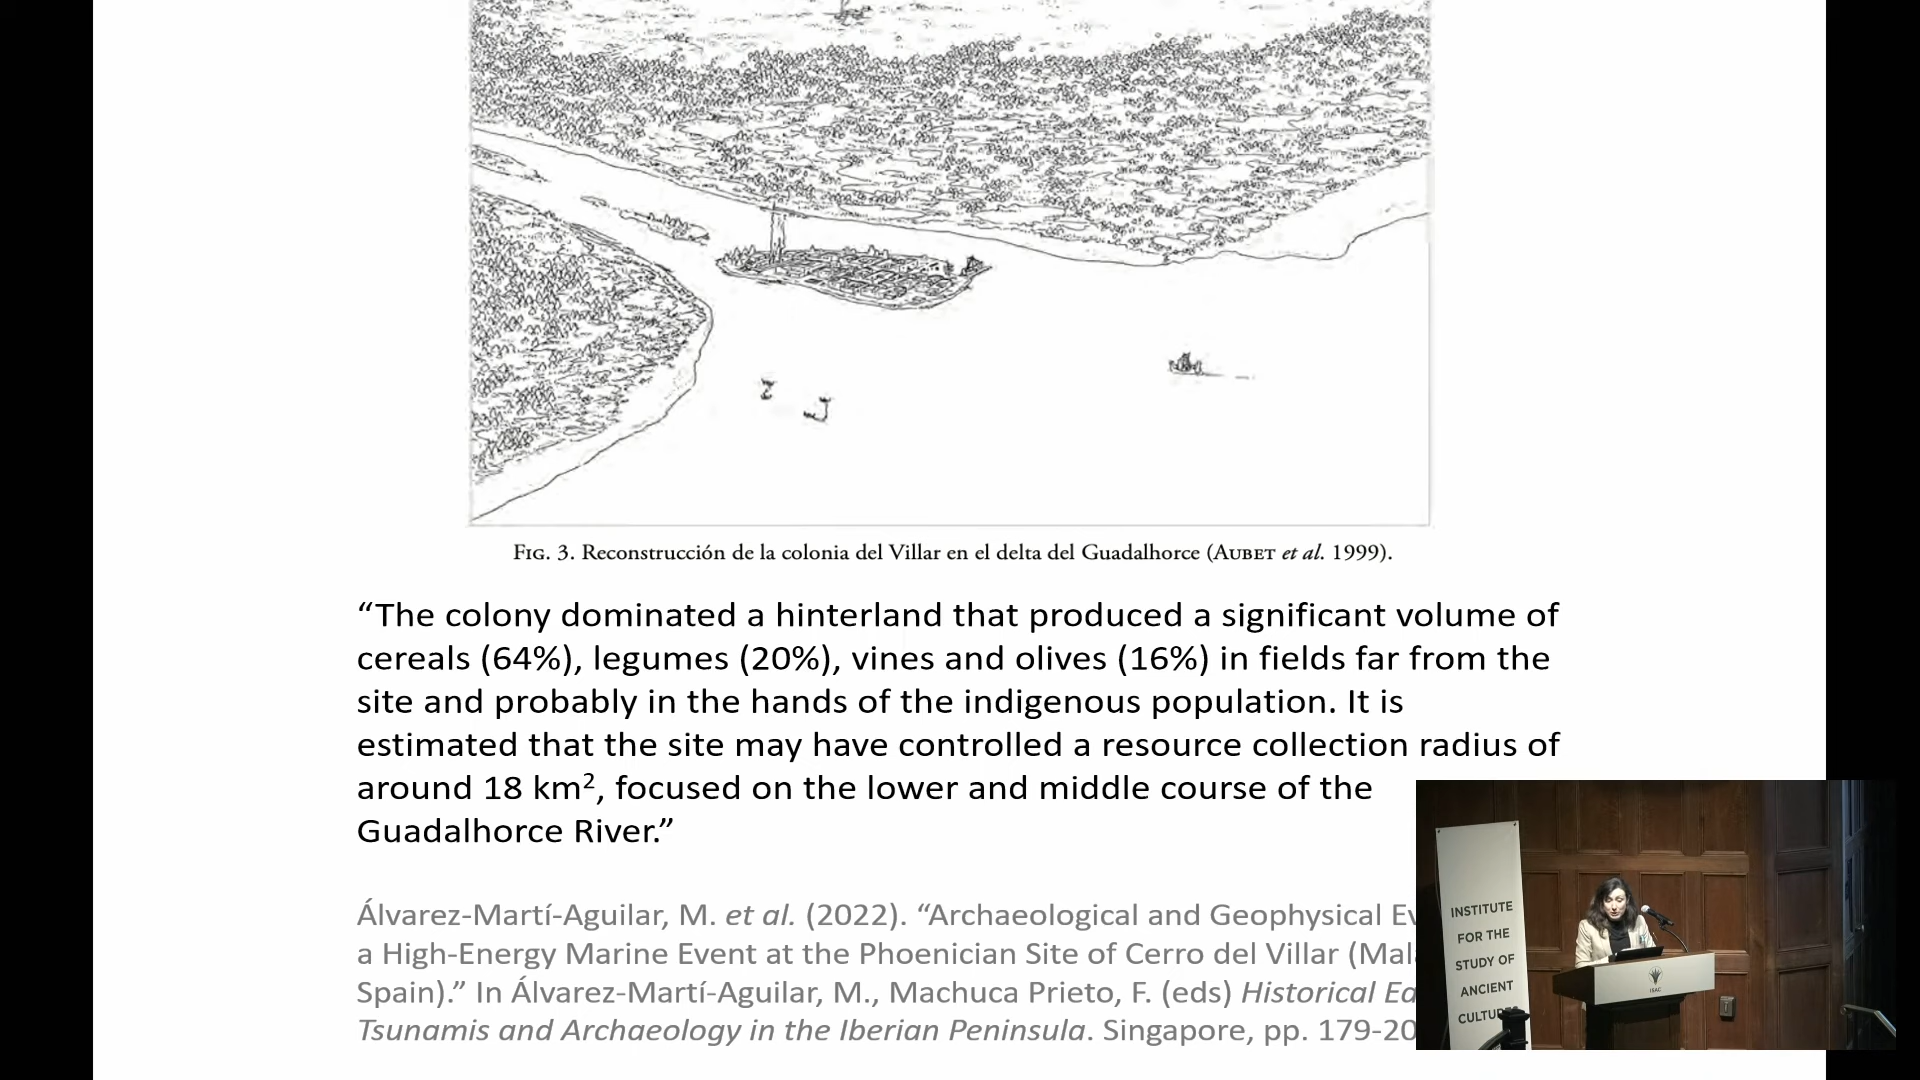 FIG. 3. Reconstrucción de la colonia del Villar en el delta del Guadalhorce (AUBET et al. 1999).
“The colony dominated a hinterland that produced a significant volume of
cereals (64%), legumes (20%), vines and olives (16%) in fields far from the
site and probably in the hands of the indigenous population. It is
estimated that the site may have controlled a resource collection radius of
around 18 km², focused on the lower and middle course of the
Guadalhorce River.”
Álvarez-Martí-Aguilar, M. et al. (2022). “Archaeological and Geophysical
a High-Energy Marine Event at the Phoenician Site of Cerro del Villar
Spain).” In Álvarez-Martí-Aguilar, M., Machuca Prieto, F. (eds) Historical
Tsunamis and Archaeology in the Iberian Peninsula. Singapore, pp. 179-
INSTITUTE
FOR THE
STUDY OF
ANCIENT
ISAC